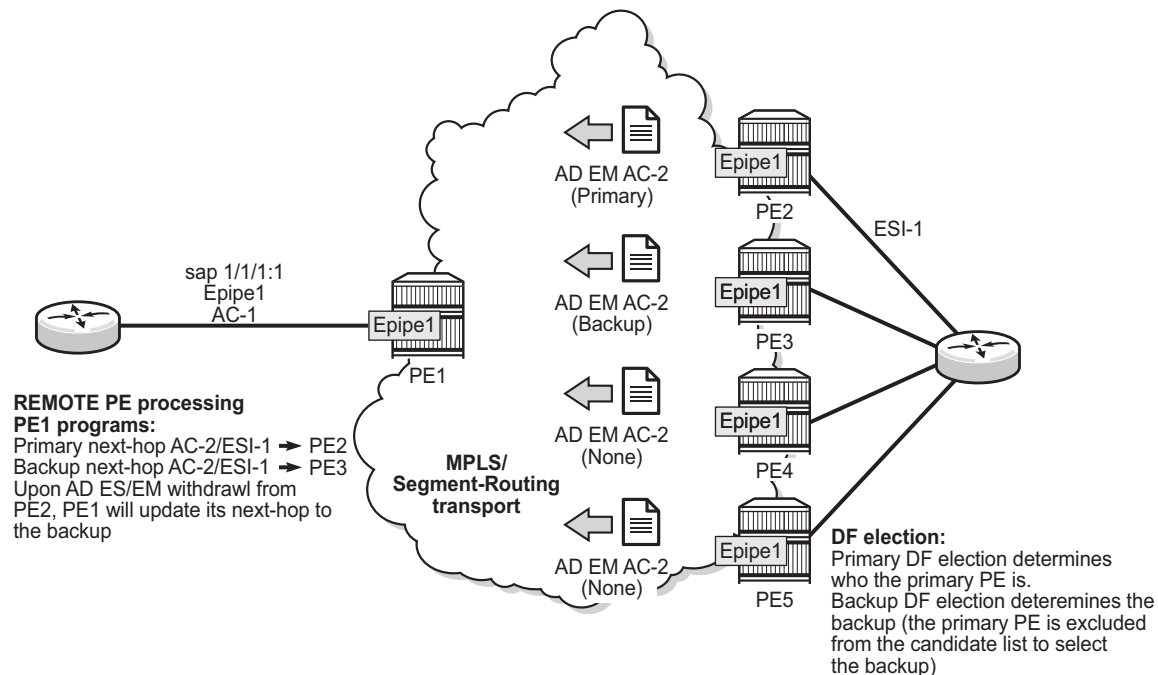 AD EM AC-2
(Primary)
Epipe1
PE2
ESI-1
AD EM AC-2
(Backup)
Epipe1
PE3
sap 1/1/1:1
Epipe1
AC-1
Epipe1
PE1
AD EM AC-2
(None)
Epipe1
PE4
REMOTE PE processing
PE1 programs:
Primary next-hop AC-2/ESI-1 → PE2
Backup next-hop AC-2/ESI-1 → PE3
Upon AD ES/EM withdrawl from
PE2, PE1 will update its next-hop to
the backup
MPLS/
Segment-Routing
transport
AD EM AC-2
(None)
Epipe1
PE5
DF election:
Primary DF election determines
who the primary PE is.
Backup DF election deteremines the
backup (the primary PE is excluded
from the candidate list to select
the backup)